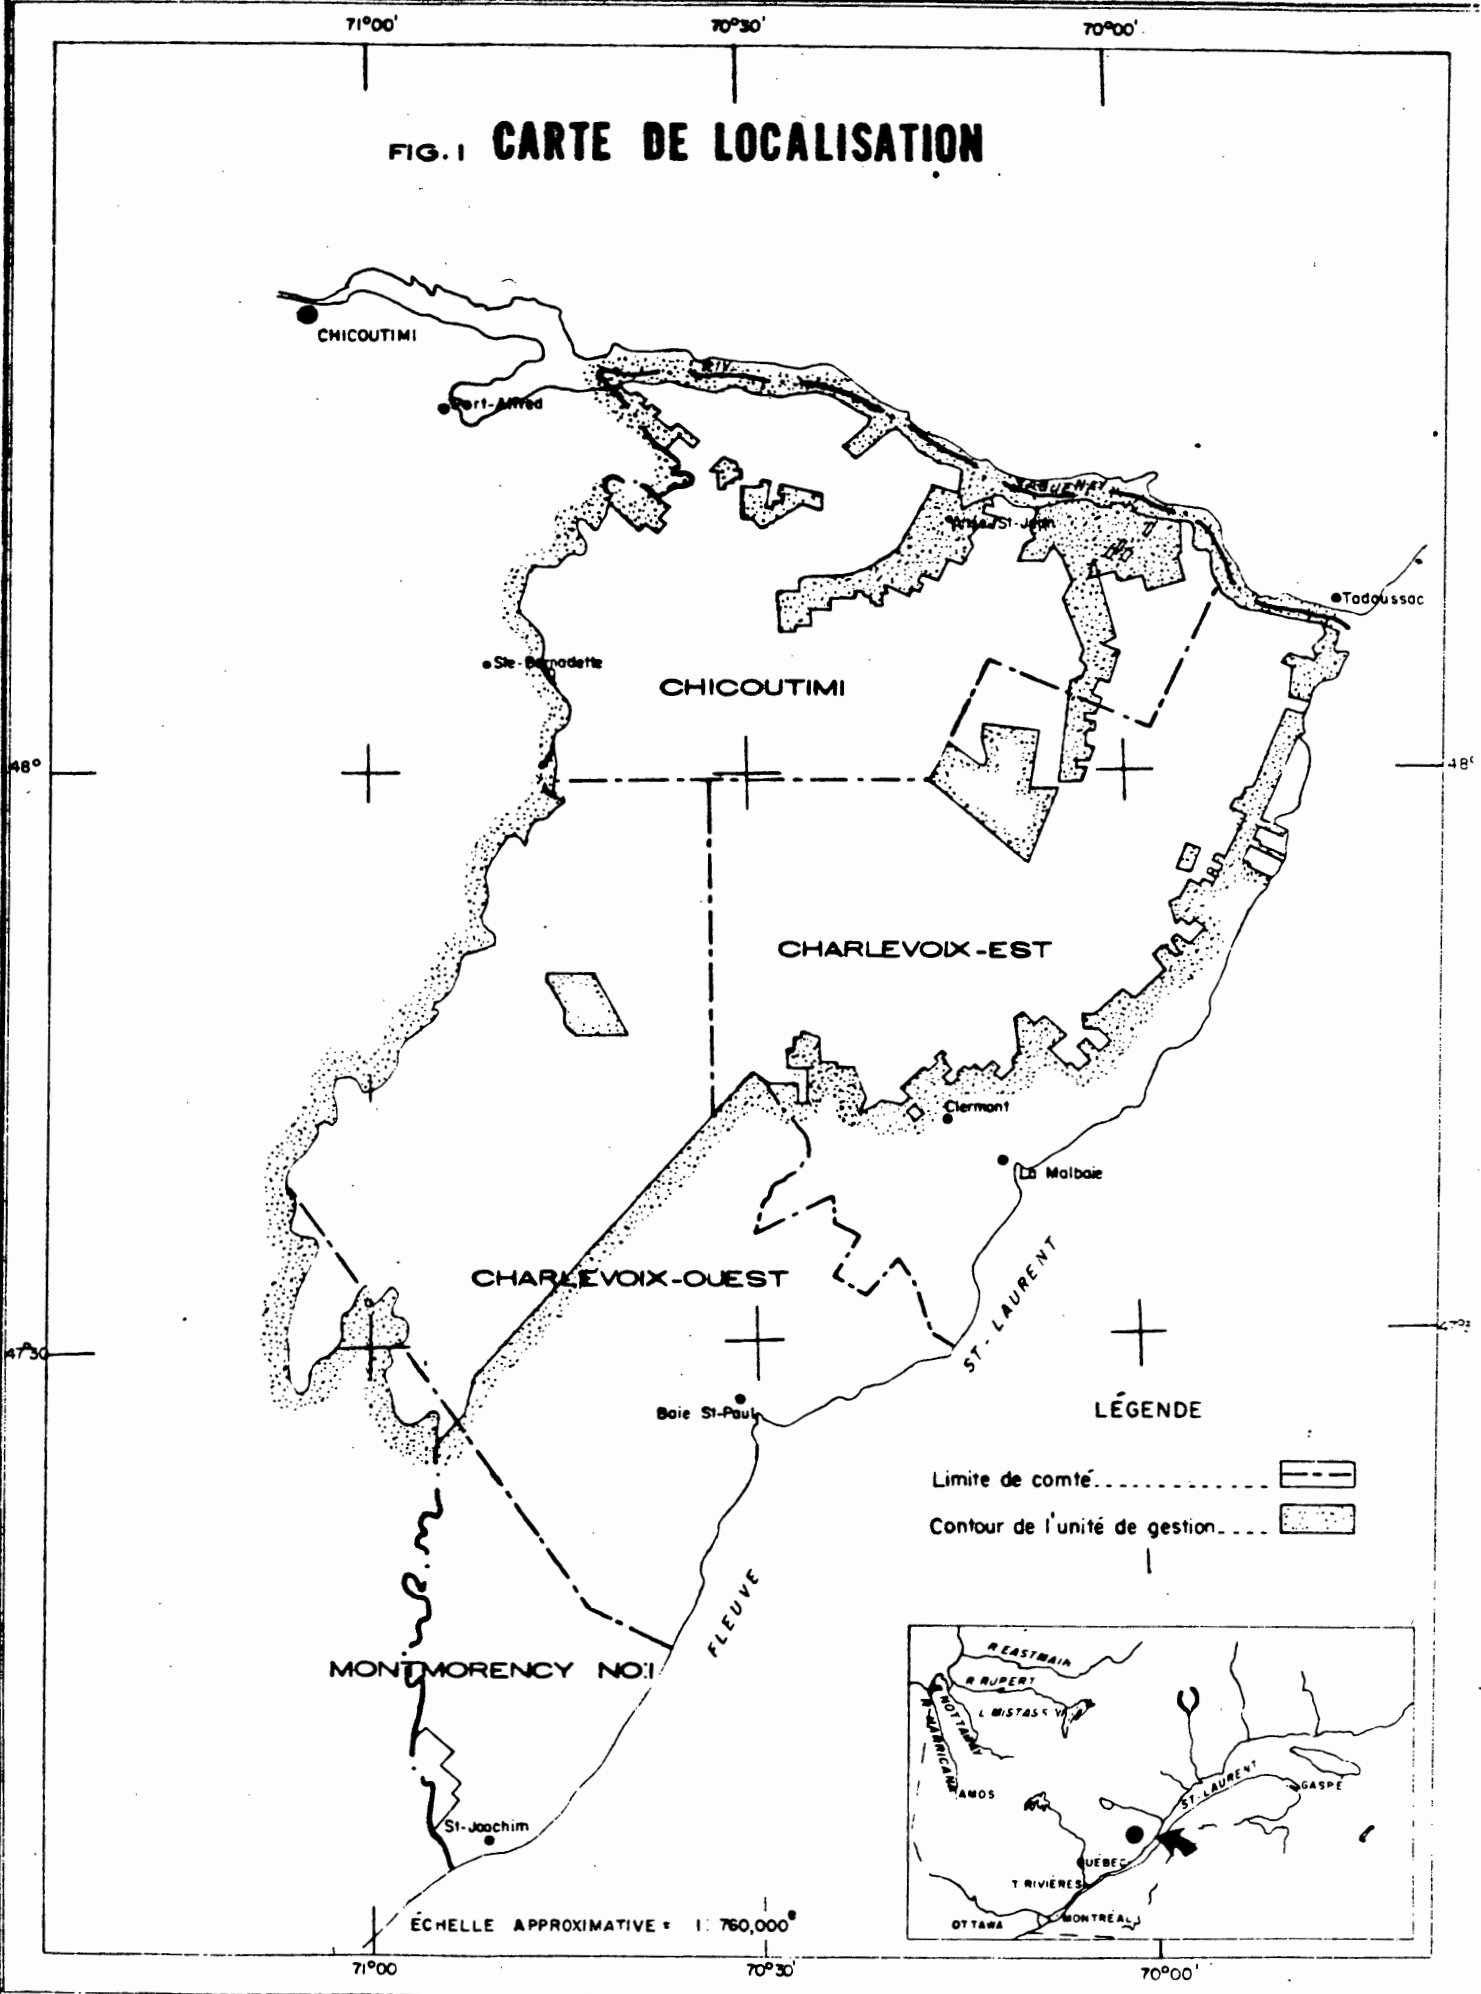 71°00'
70°30'
70°00'
FIG. 1 CARTE DE LOCALISATION
CHICOUTIMI
RIV.
Port-Alfred
SAGUENAY
Anse St-Jean
Tadoussac
Ste-Bernadette
CHICOUTIMI
48°
48°
CHARLEVOIX-EST
Clermont
La Malbaie
CHARLEVOIX-OUEST
ST-LAURENT
47°30
Baie St-Paul
LÉGENDE
Limite de comté
Contour de l'unité de gestion
FLEUVE
MONTMORENCY NO:1
St-Joachim
R EASTMAIN
R RUPERT
R NOTTAWAY
L MISTASSINI
R HARRICANA
AMOS
ST-LAURENT
GASPÉ
QUÉBEC
T. RIVIÈRES
OTTAWA
MONTRÉAL
ÉCHELLE APPROXIMATIVE = 1: 760,000e
71°00
70°30'
70°00'